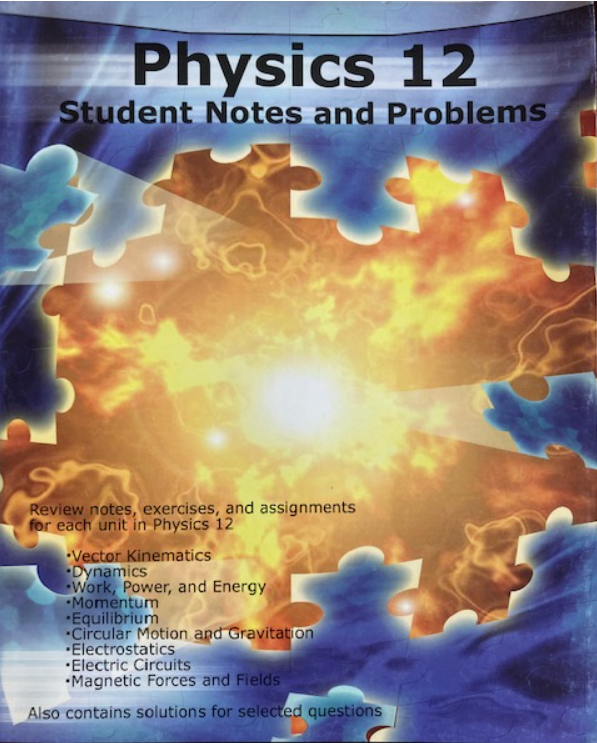 Physics 12
Student Notes and Problems
Review notes, exercises, and assignments
for each unit in Physics 12
•Vector Kinematics
•Dynamics
•Work, Power, and Energy
•Momentum
•Equilibrium
•Circular Motion and Gravitation
•Electrostatics
•Electric Circuits
•Magnetic Forces and Fields
Also contains solutions for selected questions